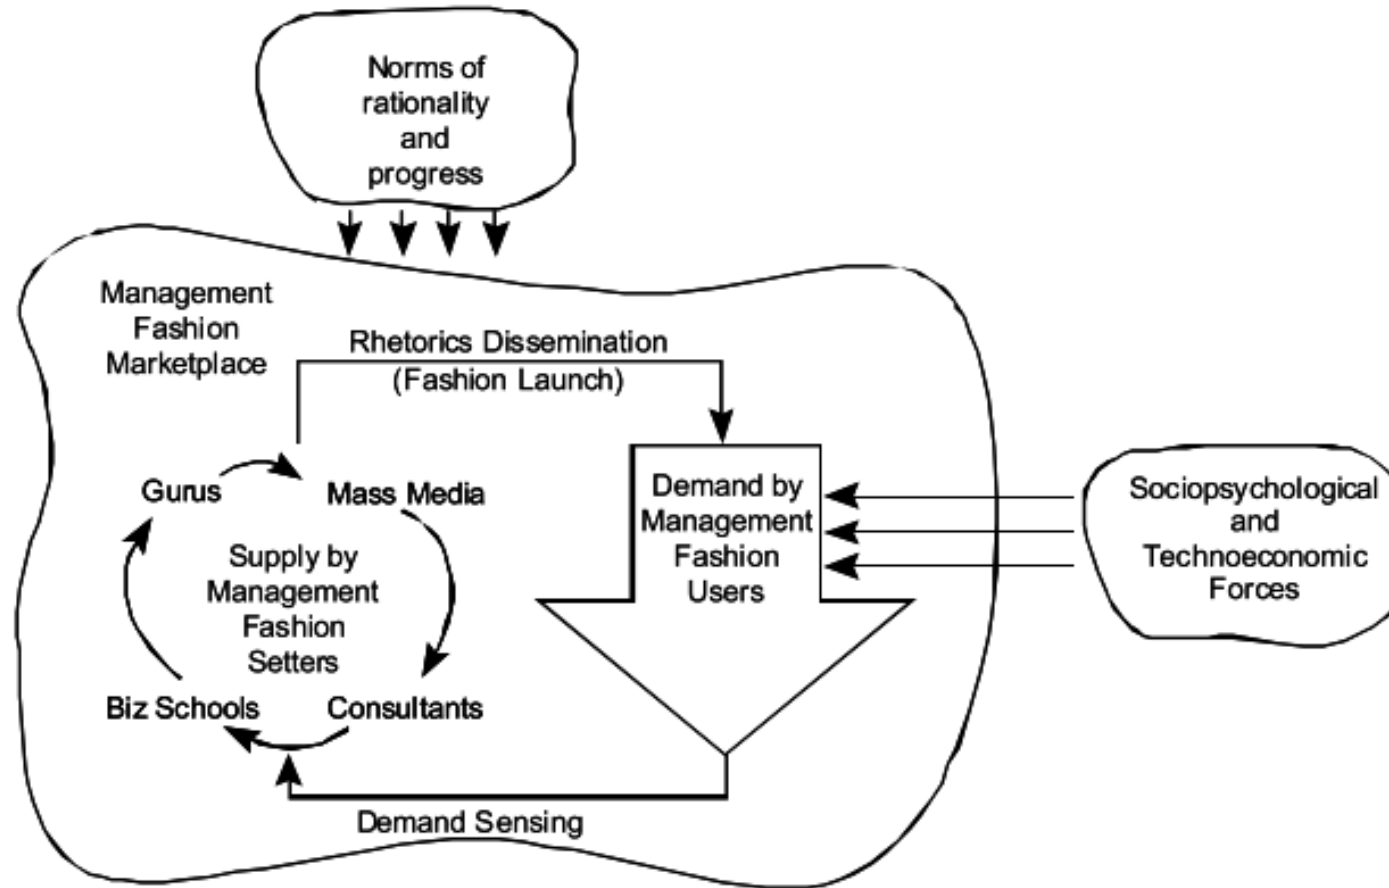 Norms of
rationality
and
progress
Management
Fashion
Marketplace
Rhetorics Dissemination
(Fashion Launch)
Gurus
Mass Media
Supply by
Management
Fashion
Setters
Biz Schools
Consultants
Demand by
Management
Fashion
Users
Sociopsychological
and
Technoeconomic
Forces
Demand Sensing